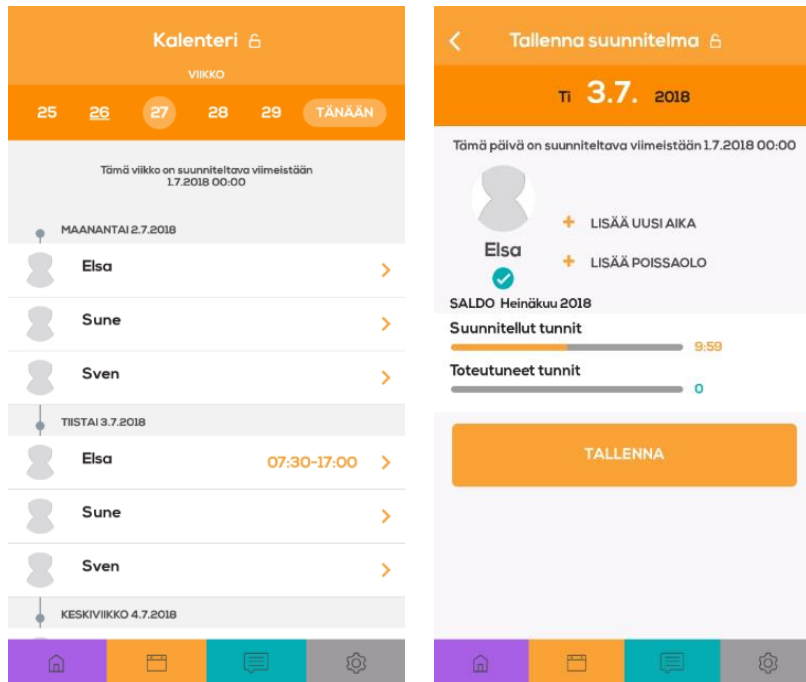 Kalenteri
VIIKKO
25 26 27 28 29 TÄNÄÄN
Tämä viikko on suunniteltava viimeistään
1.7.2018 00:00
MAANANTAI 2.7.2018
Elsa
Sune
Sven
TIISTAI 3.7.2018
Elsa 07:30-17:00
Sune
Sven
KESKIVIIKKO 4.7.2018
Tallenna suunnitelma
Ti 3.7. 2018
Tämä päivä on suunniteltava viimeistään 1.7.2018 00:00
+ LISÄÄ UUSI AIKA
Elsa
+ LISÄÄ POISSAOLO
SALDO Heinäkuu 2018
Suunnitellut tunnit
9:59
Toteutuneet tunnit
0
TALLENNA